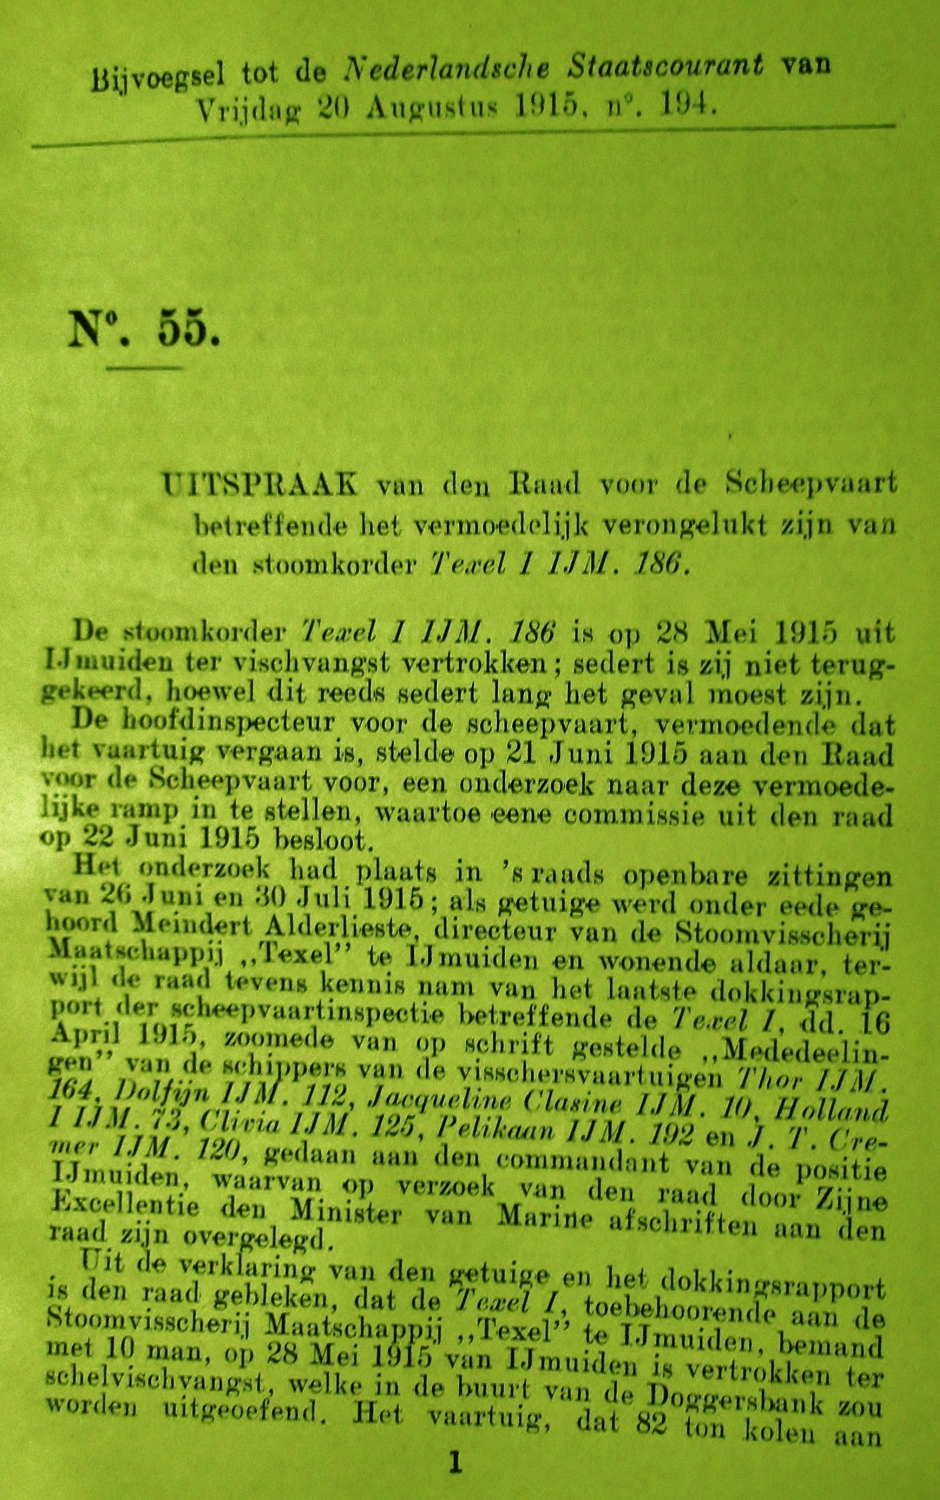 Bijvoegsel tot de Nederlandsche Staatscourant van
Vrijdag 20 Augustus 1915, n°. 194.
N°. 55.
UITSPRAAK van den Raad voor de Scheepvaart
betreffende het vermoedelijk verongelukt zijn van
den stoomkorder Texel I IJM. 186.
De stoomkorder Texel I IJM. 186 is op 28 Mei 1915 uit
IJmuiden ter vischvangst vertrokken; sedert is zij niet terug-
gekeerd, hoewel dit reeds sedert lang het geval moest zijn.
De hoofdinspecteur voor de scheepvaart, vermoedende dat
het vaartuig vergaan is, stelde op 21 Juni 1915 aan den Raad
voor de Scheepvaart voor, een onderzoek naar deze vermoede-
lijke ramp in te stellen, waartoe eene commissie uit den raad
op 22 Juni 1915 besloot.
Het onderzoek had plaats in 's raads openbare zittingen
van 26 Juni en 30 Juli 1915; als getuige werd onder eede ge-
hoord Meindert Alderlieste, directeur van de Stoomvisscherij
Maatschappij „Texel” te IJmuiden en wonende aldaar, ter-
wijl de raad tevens kennis nam van het laatste dokkingsrap-
port der scheepvaartinspectie betreffende de Texel I, dd. 16
April 1915, zoomede van op schrift gestelde „Mededeelin-
gen” van de schippers van de visschersvaartuigen Thor IJM.
164, Dolfijn IJM. 112, Jacqueline Clasine IJM. 10, Holland
I IJM. 73, Clivia IJM. 125, Pelikaan IJM. 192 en J. T. Cre-
mer IJM. 120, gedaan aan den commandant van de positie
IJmuiden, waarvan op verzoek van den raad door Zijne
Excellentie den Minister van Marine afschriften aan den
raad zijn overgelegd.
Uit de verklaring van den getuige en het dokkingsrapport
is den raad gebleken, dat de Texel I, toebehoorende aan de
Stoomvisscherij Maatschappij „Texel” te IJmuiden, bemand
met 10 man, op 28 Mei 1915 van IJmuiden is vertrokken ter
schelvischvangst, welke in de buurt van de Doggersbank zou
worden uitgeoefend. Het vaartuig, dat 82 ton kolen aan
1